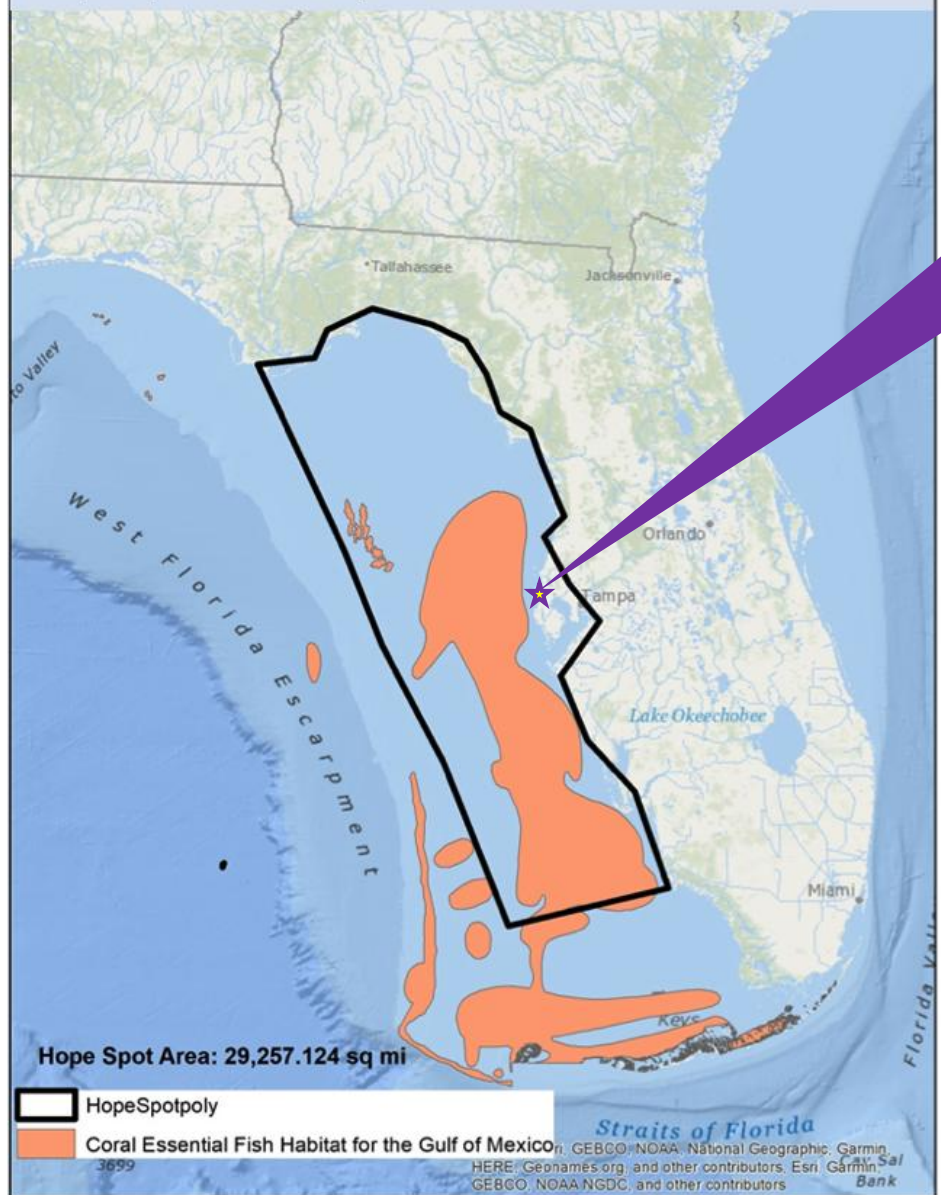 Tallahassee
Jacksonville
to Valley
West Florida Escarpment
Orlando
Tampa
Lake Okeechobee
Miami
Keys
Hope Spot Area: 29,257.124 sq mi
HopeSpotpoly
Coral Essential Fish Habitat for the Gulf of Mexico
Straits of Florida
ri, GEBCO, NOAA, National Geographic, Garmin,
HERE, Geonames.org, and other contributors, Esri, Garmin,
GEBCO, NOAA NGDC, and other contributors
3699
Cay Sal
Bank
Florida